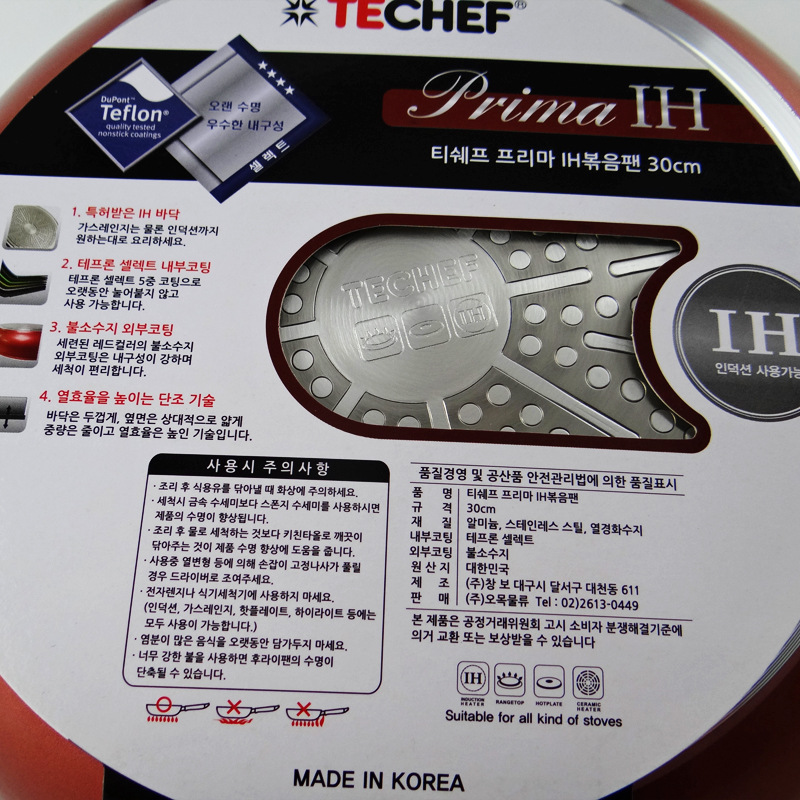 TECHEF®
DuPont™
Teflon®
quality tested
nonstick coatings
오랜 수명
우수한 내구성
셀렉트
Prima IH
티쉐프 프리마 IH볶음팬 30cm
1. 특허받은 IH 바닥
가스레인지는 물론 인덕션까지
원하는대로 요리하세요.
2. 테프론 셀렉트 내부코팅
테프론 셀렉트 5중 코팅으로
오랫동안 눌어붙지 않고
사용 가능합니다.
3. 불소수지 외부코팅
세련된 레드컬러의 불소수지
외부코팅은 내구성이 강하며
세척이 편리합니다.
4. 열효율을 높이는 단조 기술
바닥은 두껍게, 옆면은 상대적으로 얇게
중량은 줄이고 열효율은 높인 기술입니다.
TECHEF
IH
IH
인덕션 사용가능
사용시 주의사항
· 조리 후 식용유를 닦아낼 때 화상에 주의하세요.
· 세척시 금속 수세미보다 스폰지 수세미를 사용하시면
제품의 수명이 향상됩니다.
· 조리 후 물로 세척하는 것보다 키친타올로 깨끗이
닦아주는 것이 제품 수명 향상에 도움을 줍니다.
· 사용중 열변형 등에 의해 손잡이 고정나사가 풀릴
경우 드라이버로 조여주세요.
· 전자렌지나 식기세척기에 사용하지 마세요.
(인덕션, 가스레인지, 핫플레이트, 하이라이트 등에는
모두 사용이 가능합니다.)
· 염분이 많은 음식을 오랫동안 담가두지 마세요.
· 너무 강한 불을 사용하면 후라이팬의 수명이
단축될 수 있습니다.
품질경영 및 공산품 안전관리법에 의한 품질표시
품 명 티쉐프 프리마 IH볶음팬
규 격 30cm
재 질 알미늄, 스테인레스 스틸, 열경화수지
내부코팅 테프론 셀렉트
외부코팅 불소수지
원 산 지 대한민국
제 조 (주)창 보 대구시 달서구 대천동 611
판 매 (주)오목물류 Tel : 02)2613-0449
본 제품은 공정거래위원회 고시 소비자 분쟁해결기준에
의거 교환 또는 보상받을 수 있습니다
IH
INDUCTION HEATER
RANGETOP
HOTPLATE
CERAMIC HEATER
Suitable for all kind of stoves
MADE IN KOREA